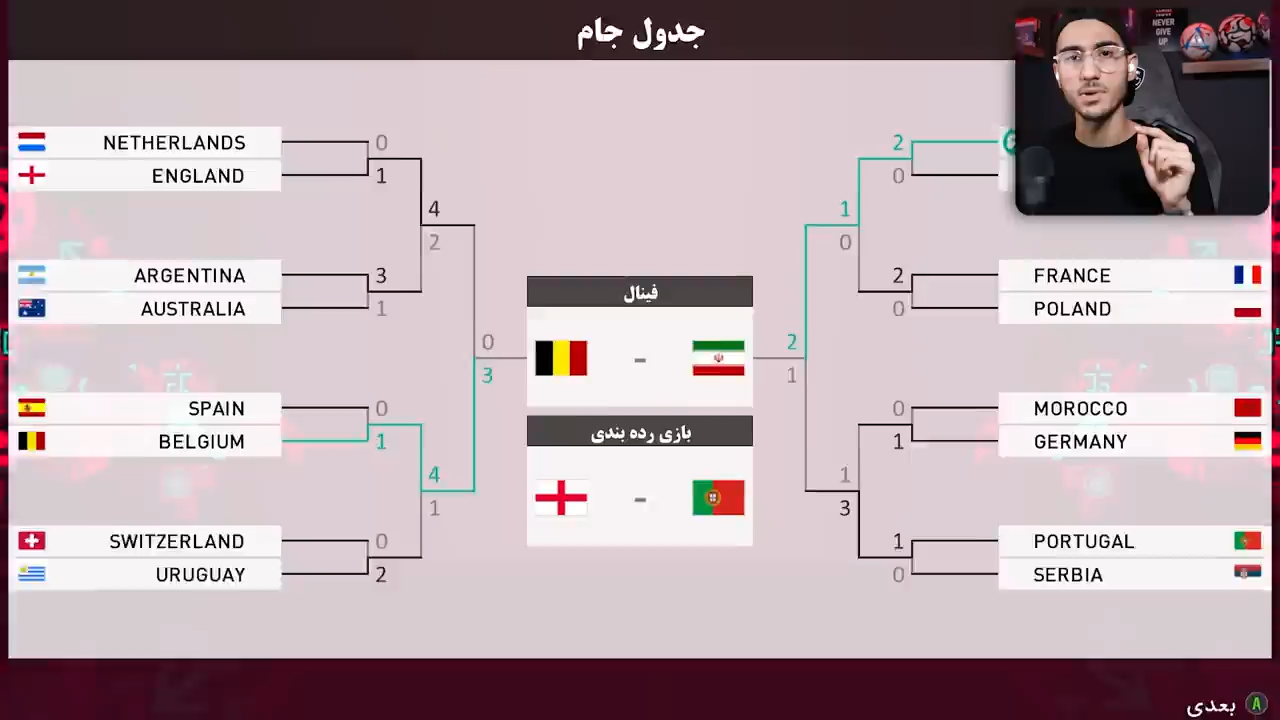 جدول جام
NEVER
GIVE
UP
NETHERLANDS 0
ENGLAND 1
4
2
ARGENTINA 3
AUSTRALIA 1
0
3
SPAIN 0
BELGIUM 1
4
1
SWITZERLAND 0
URUGUAY 2
فینال
-
بازی رده بندی
-
2
0
1
0
2 FRANCE
0 POLAND
2
1
0 MOROCCO
1 GERMANY
1
3
1 PORTUGAL
0 SERBIA
بعدی A